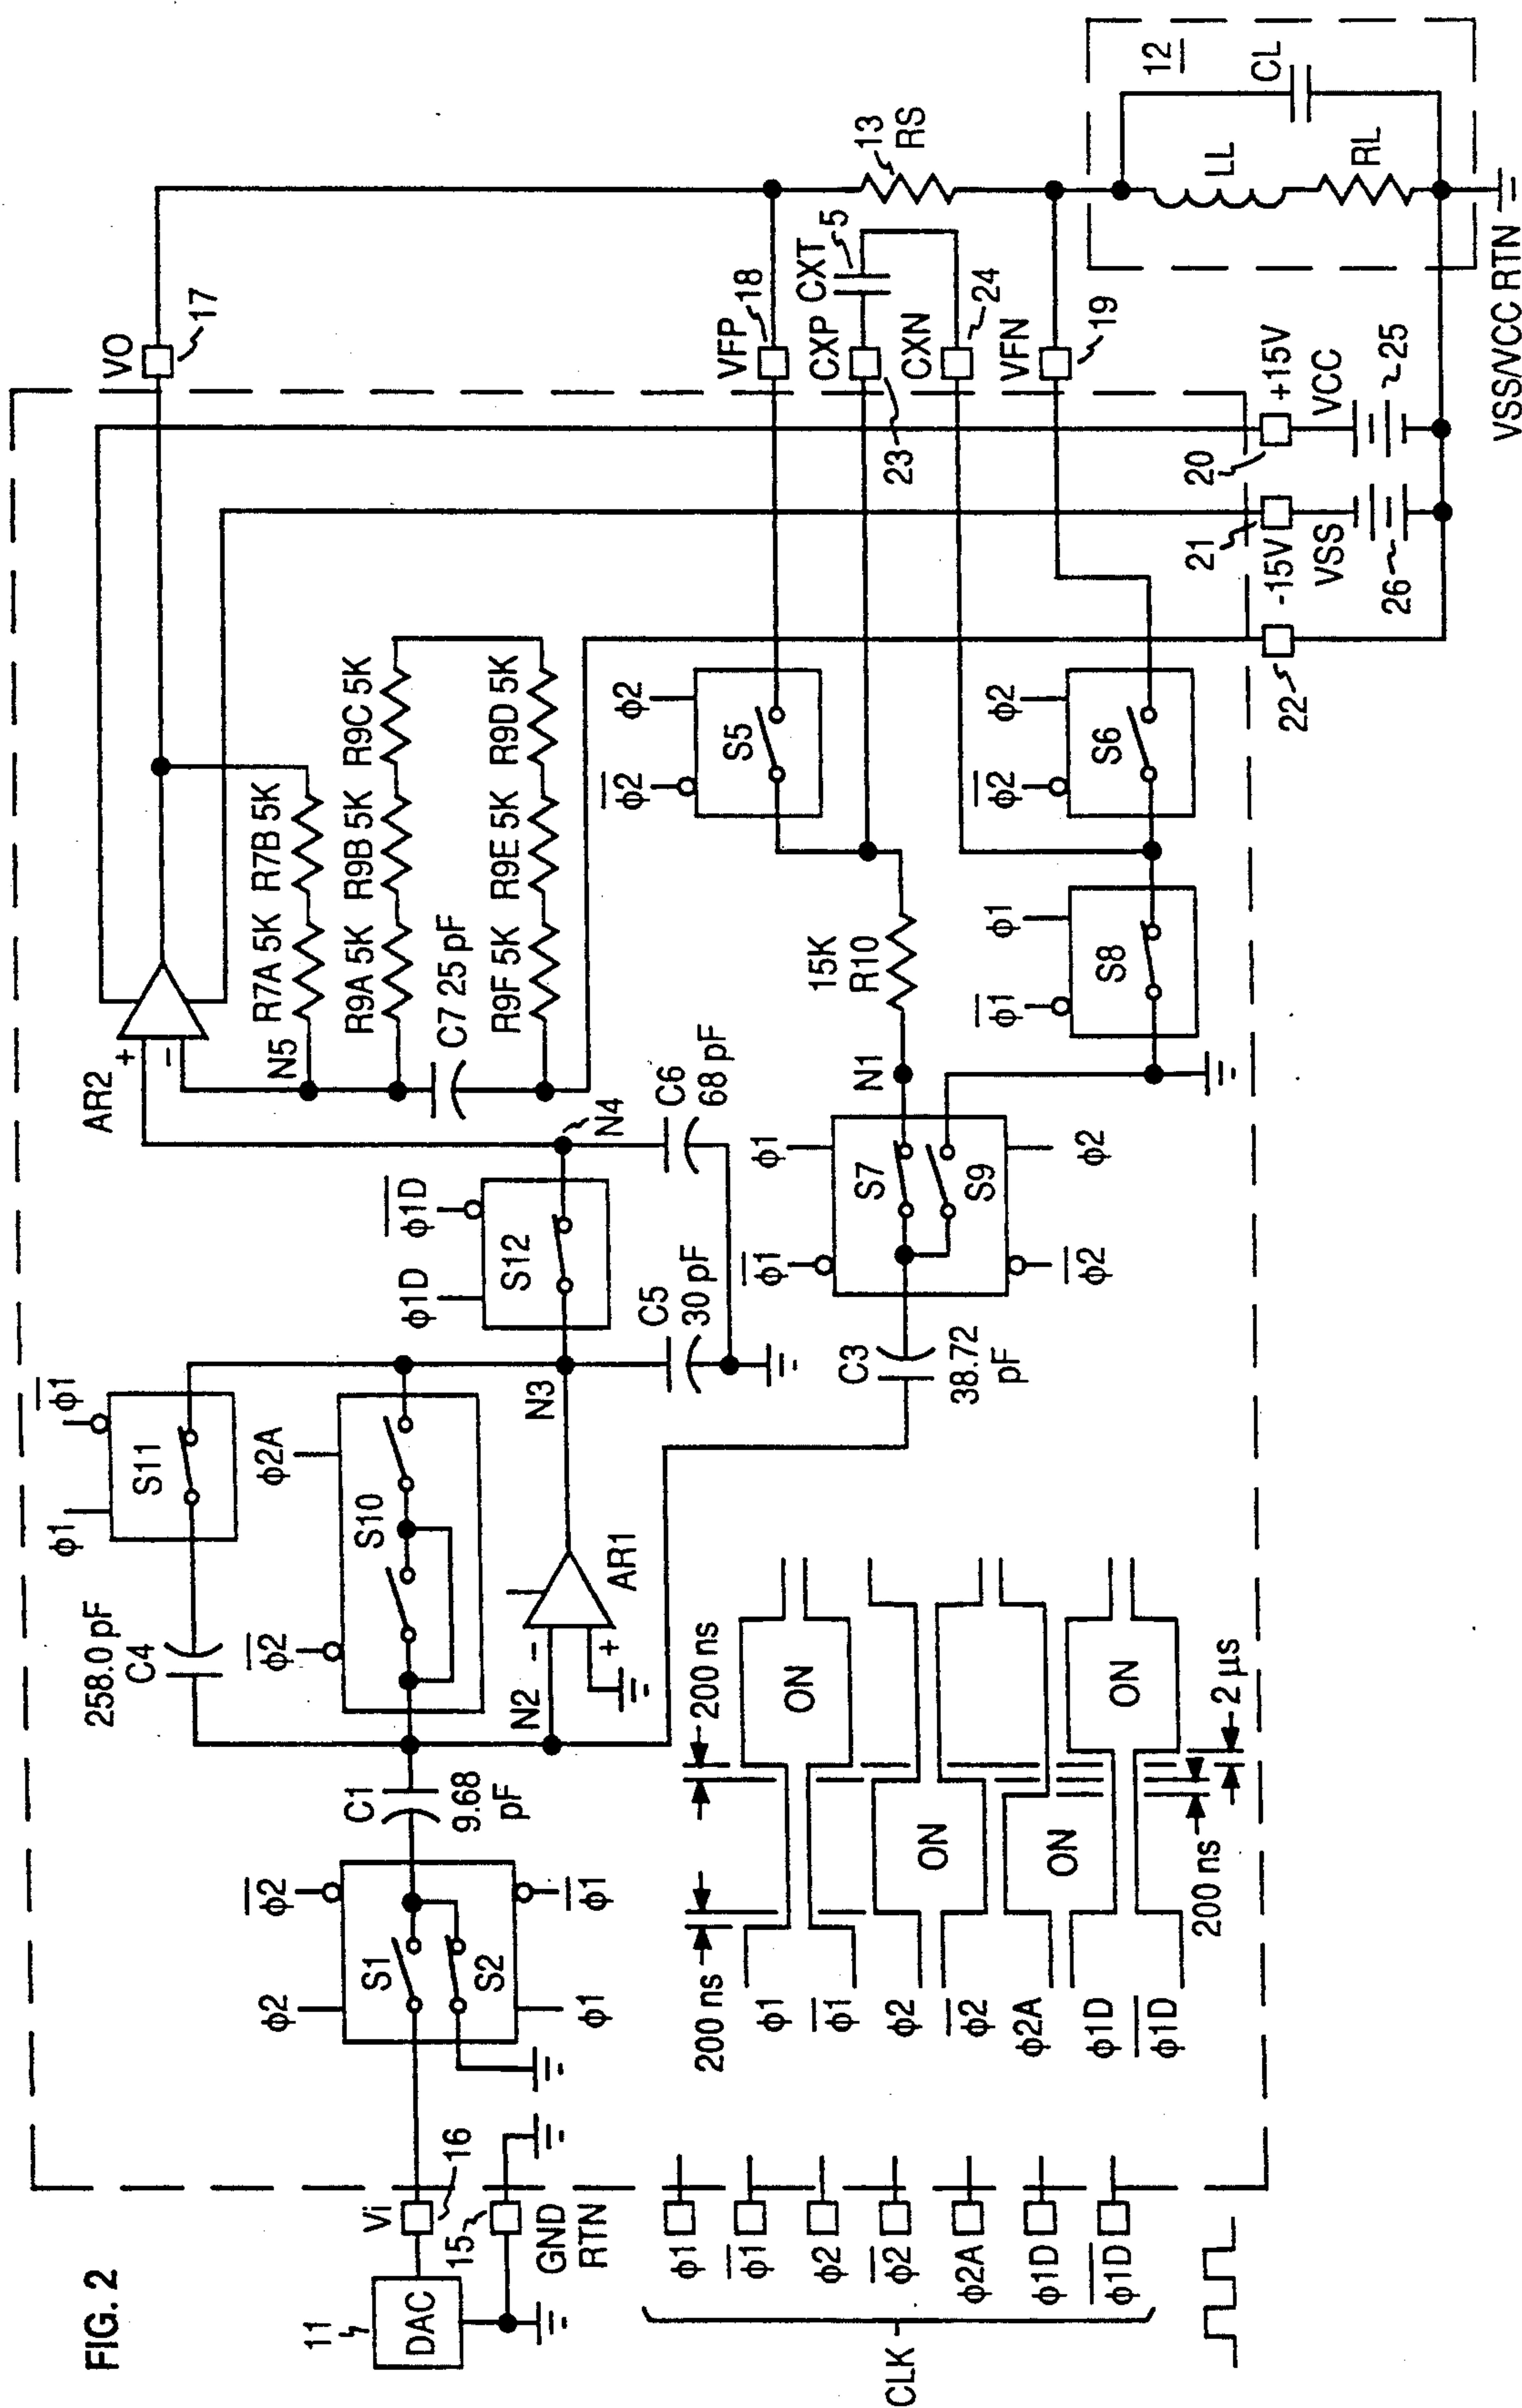 FIG. 2
11
DAC
Vi
16
15
GND
RTN
CLK
φ1
φ1
φ2
φ2
φ2A
φ1D
φ1D
φ2
φ2
S1
S2
φ1
φ1
C1
9.68
pF
258.0 pF
C4
φ1
φ1
S11
φ2
S10
φ2A
N2
−
+
AR1
N3
φ1D
φ1D
S12
C5
30 pF
N4
C6
68 pF
AR2
+
−
N5
R7A 5K
R7B 5K
R9A 5K
R9B 5K
R9C 5K
C7 25 pF
R9F 5K
R9E 5K
R9D 5K
C3
38.72
pF
φ1
φ1
S7
S9
φ2
φ2
N1
15K
R10
φ1
φ1
S8
φ2
φ2
S5
φ2
φ2
S6
VO
17
VFP
18
CXP
23
CXT
5
CXN
24
VFN
19
13
RS
12
CL
LL
RL
20
+15V
VCC
25
21
-15V
VSS
26
22
VSS/VCC RTN
200 ns
200 ns
φ1
φ1
φ2
φ2
φ2A
φ1D
φ1D
ON
ON
ON
ON
200 ns
2 μs